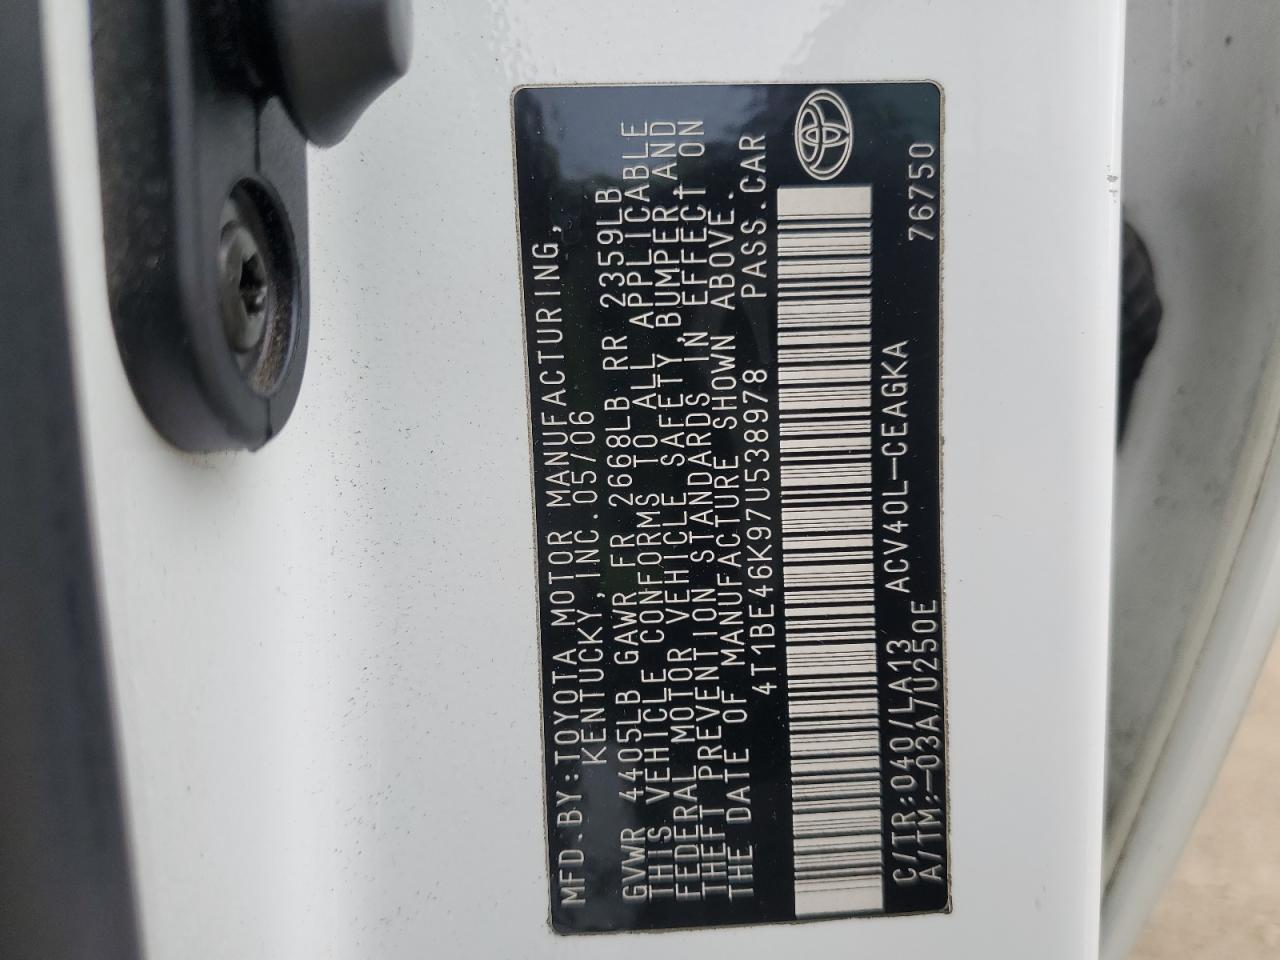 MFD.BY:TOYOTA MOTOR MANUFACTURING,
KENTUCKY,INC.05/06
GVWR 4405LB GAWR FR 2668LB RR 2359LB
THIS VEHICLE CONFORMS TO ALL APPLICABLE
FEDERAL MOTOR VEHICLE SAFETY,BUMPER,AND
THEFT PREVENTION STANDARDS IN EFFECT ON
THE DATE OF MANUFACTURE SHOWN ABOVE.
4T1BE46K97U538978 PASS.CAR
C/TR:040/LA13 ACV40L-CEAGKA 76750
A/TM:-03A/U250E